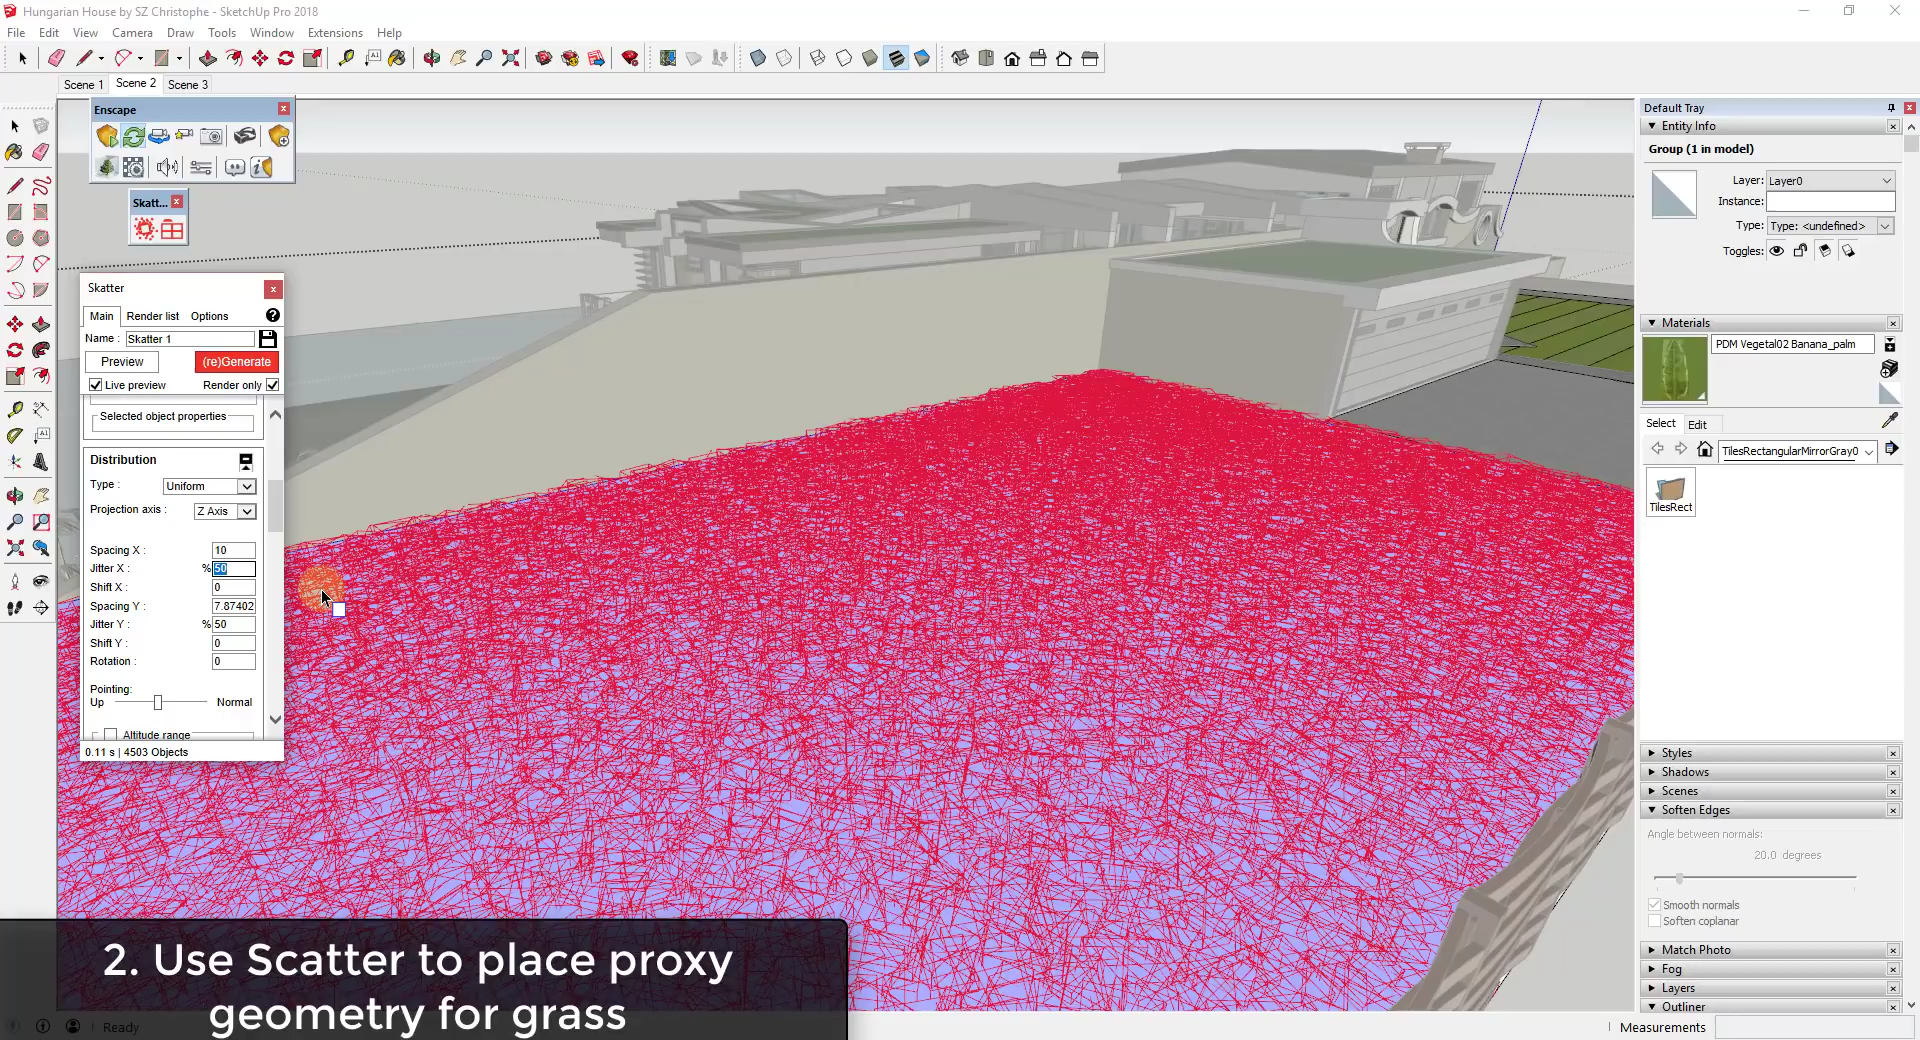 Hungarian House by SZ Christophe - SketchUp Pro 2018
File Edit View Camera Draw Tools Window Extensions Help
Scene 1 Scene 2 Scene 3
Enscape
Skatt...
Skatter
Main Render list Options
Name : Skatter 1
Preview (re)Generate
Live preview Render only
Selected object properties
Distribution
Type : Uniform
Projection axis : Z Axis
Spacing X : 10
Jitter X : % 50
Shift X : 0
Spacing Y : 7.87402
Jitter Y : % 50
Shift Y : 0
Rotation : 0
Pointing:
Up Normal
Altitude range
0.11 s | 4503 Objects
2. Use Scatter to place proxy
geometry for grass
Ready
Default Tray
Entity Info
Group (1 in model)
Layer: Layer0
Instance:
Type: Type: <undefined>
Toggles:
Materials
PDM Vegetal02 Banana_palm
Select Edit
TilesRectangularMirrorGray0
TilesRect
Styles
Shadows
Scenes
Soften Edges
Angle between normals:
20.0 degrees
Smooth normals
Soften coplanar
Match Photo
Fog
Layers
Outliner
Measurements